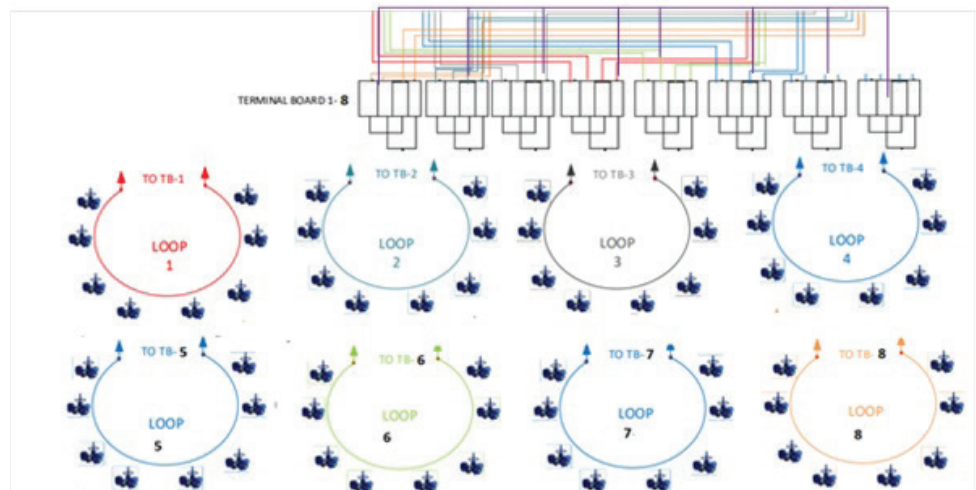 TERMINAL BOARD 1- 8
TO TB-1
TO TB-2
TO TB-3
TO TB-4
LOOP
1
LOOP
2
LOOP
3
LOOP
4
TO TB- 5
TO TB- 6
TO TB- 7
TO TB- 8
LOOP
5
LOOP
6
LOOP
7
LOOP
8